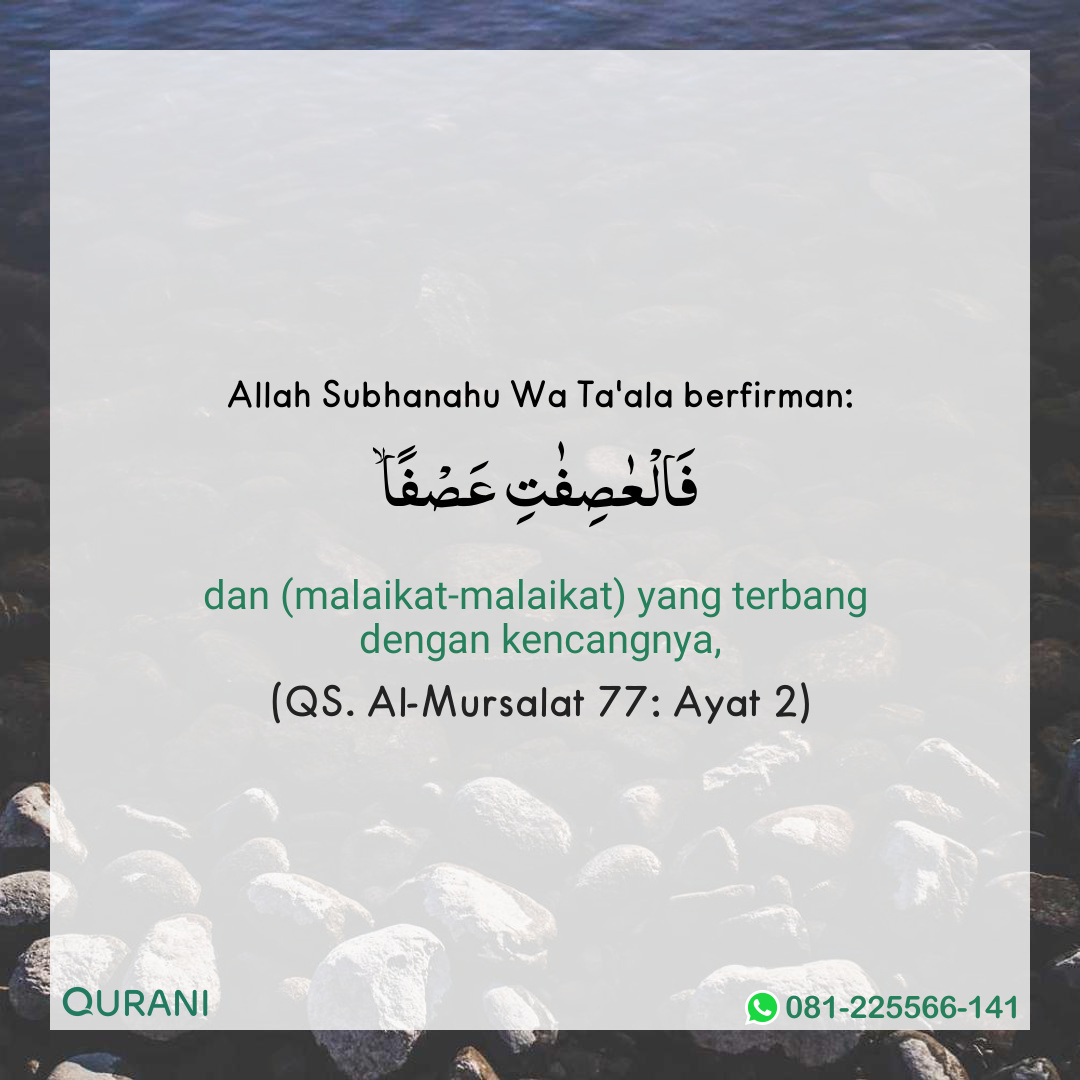 Allah Subhanahu Wa Ta'ala berfirman:
فَالْعٰصِفٰتِ عَصْفًاۙ
dan (malaikat-malaikat) yang terbang
dengan kencangnya,
(QS. Al-Mursalat 77: Ayat 2)
QURANI
081-225566-141